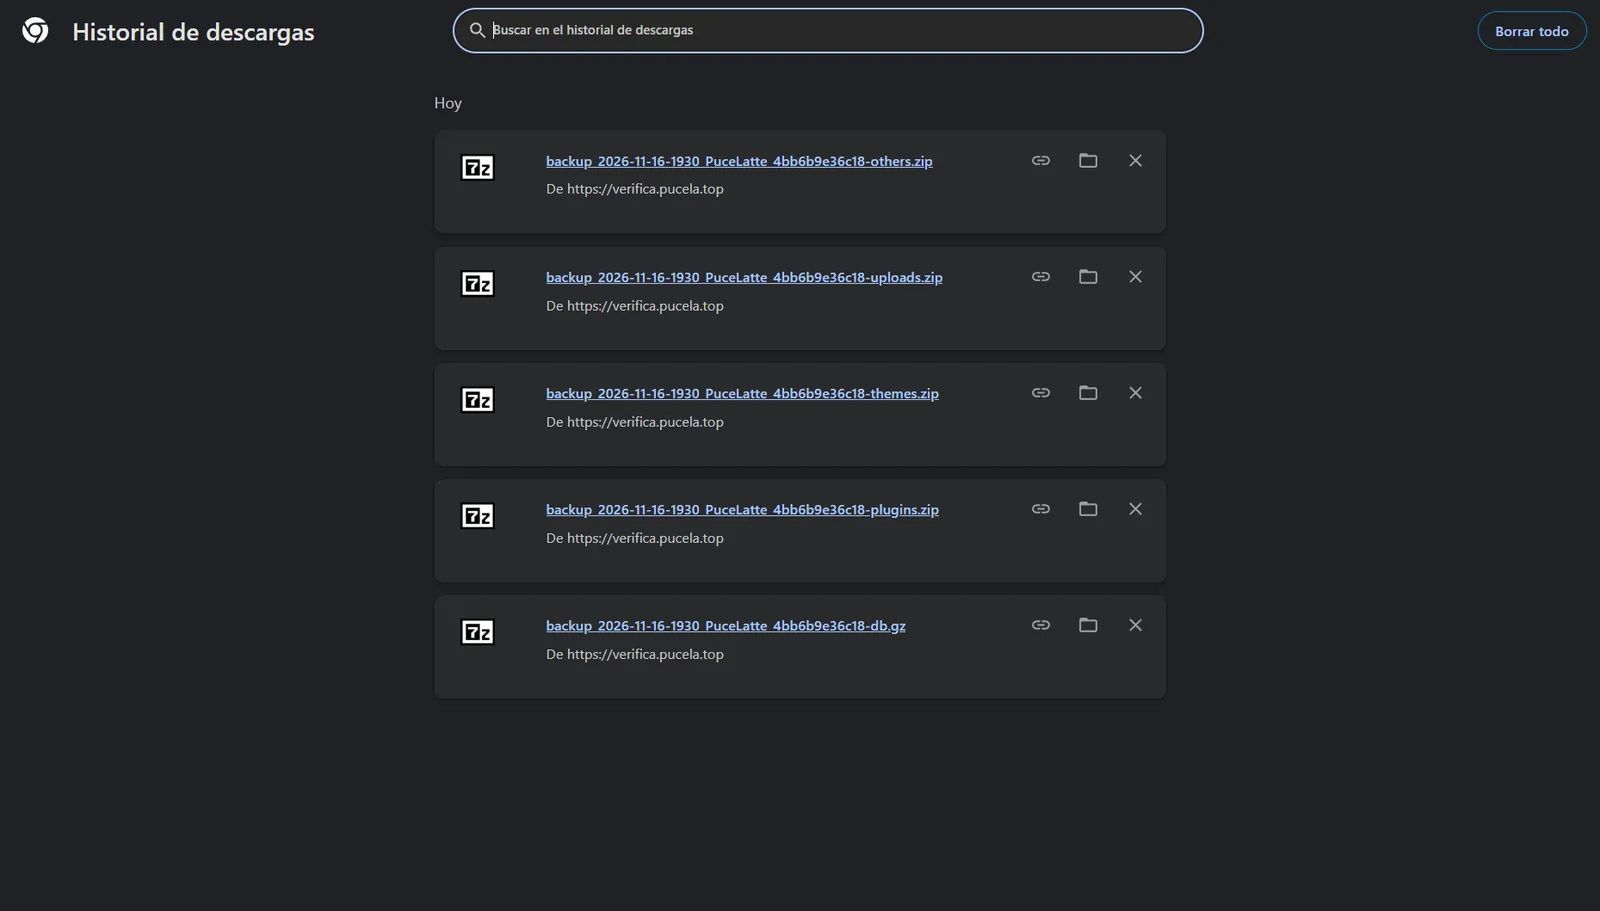 Historial de descargas
Buscar en el historial de descargas
Borrar todo
Hoy
7z
backup_2026-11-16-1930_PuceLatte_4bb6b9e36c18-others.zip
De https://verifica.pucela.top
7z
backup_2026-11-16-1930_PuceLatte_4bb6b9e36c18-uploads.zip
De https://verifica.pucela.top
7z
backup_2026-11-16-1930_PuceLatte_4bb6b9e36c18-themes.zip
De https://verifica.pucela.top
7z
backup_2026-11-16-1930_PuceLatte_4bb6b9e36c18-plugins.zip
De https://verifica.pucela.top
7z
backup_2026-11-16-1930_PuceLatte_4bb6b9e36c18-db.gz
De https://verifica.pucela.top